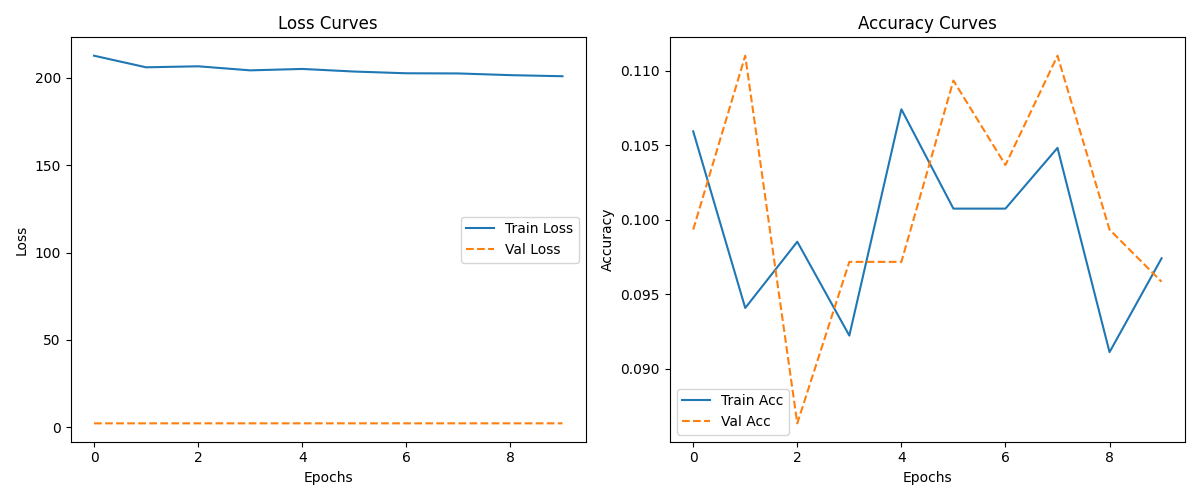 Loss Curves
Loss
200
150
100
50
0
Train Loss
Val Loss
0 2 4 6 8
Epochs
Accuracy Curves
Accuracy
0.110
0.105
0.100
0.095
0.090
Train Acc
Val Acc
0 2 4 6 8
Epochs